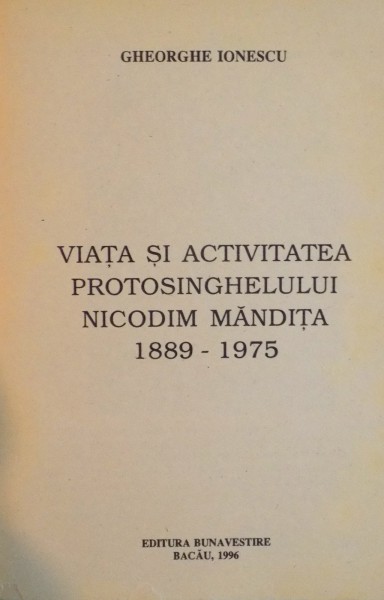 GHEORGHE IONESCU
VIAȚA ȘI ACTIVITATEA
PROTOSINGHELULUI
NICODIM MĂNDIȚA
1889 - 1975
EDITURA BUNAVESTIRE
BACĂU, 1996